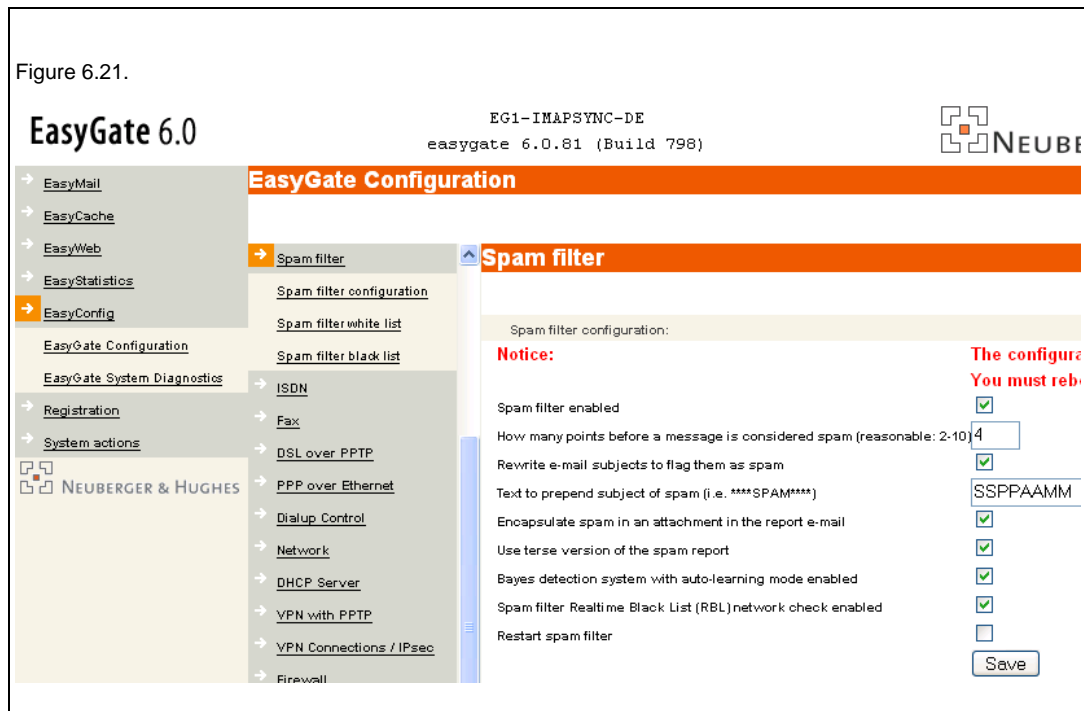 Figure 6.21.
EasyGate 6.0
EG1-IMAPSYNC-DE
easygate 6.0.81 (Build 798)
EasyMail
EasyCache
EasyWeb
EasyStatistics
EasyConfig
EasyGate Configuration
EasyGate System Diagnostics
Registration
System actions
NEUBERGER & HUGHES
EasyGate Configuration
Spam filter
Spam filter configuration
Spam filter white list
Spam filter black list
ISDN
Fax
DSL over PPTP
PPP over Ethernet
Dialup Control
Network
DHCP Server
VPN with PPTP
VPN Connections / IPsec
Firewall
Spam filter
Spam filter configuration:
Notice: The configura
You must reb
Spam filter enabled
How many points before a message is considered spam (reasonable: 2-10) 4
Rewrite e-mail subjects to flag them as spam
Text to prepend subject of spam (i.e. ****SPAM****) SSPPAAMM
Encapsulate spam in an attachment in the report e-mail
Use terse version of the spam report
Bayes detection system with auto-learning mode enabled
Spam filter Realtime Black List (RBL) network check enabled
Restart spam filter
Save